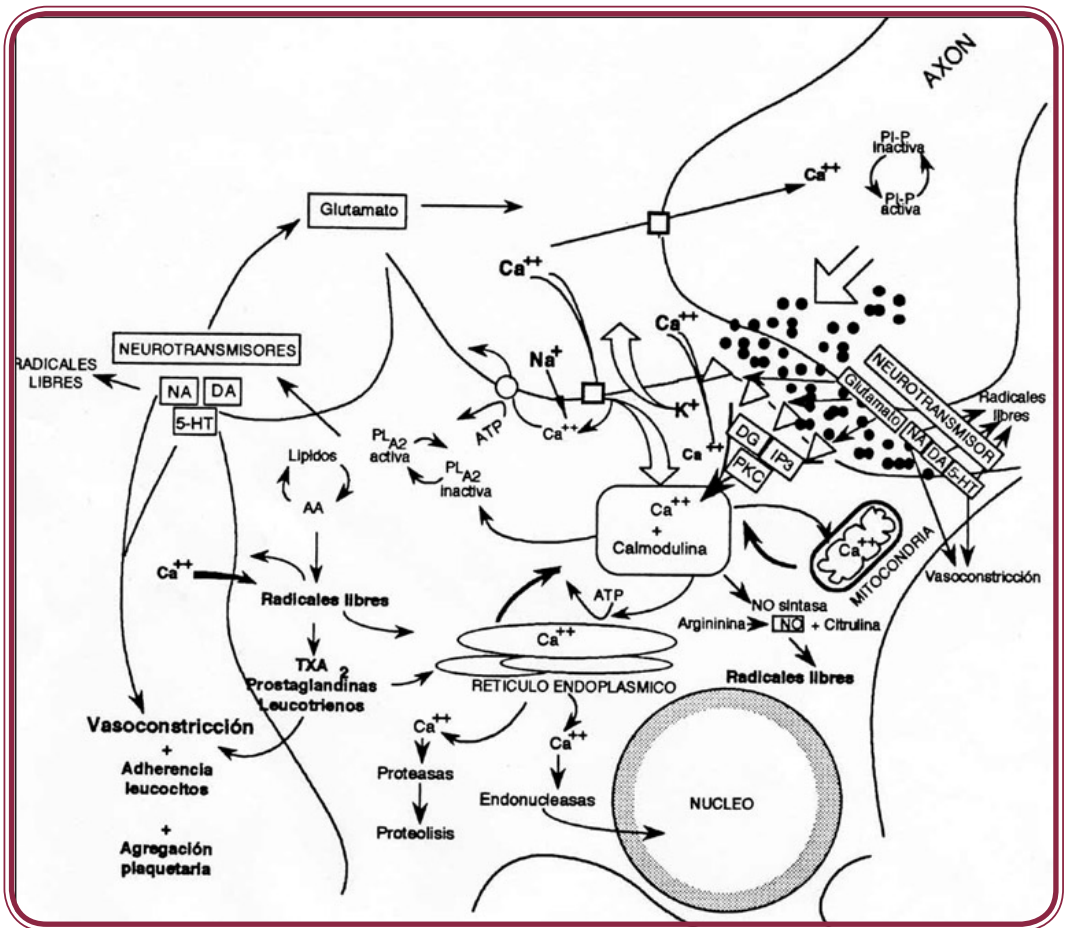 AXON
PI-P
Inactiva
PI-P
activa
Ca++
Glutamato
Ca++
Ca++
Na+
K+
NEUROTRANSMISORES
RADICALES
LIBRES
NA
DA
5-HT
ATP
Ca++
Ca++
PLA2
activa
PLA2
inactiva
Lípidos
AA
DG
IP3
PKC
NEUROTRANSMISOR
Glutamato
NA
DA
5-HT
Radicales
libres
Ca++
+
Calmodulina
Ca++
MITOCONDRIA
Vasoconstricción
Ca++
Radicales libres
ATP
NO sintasa
Argininina
NO
+ Citrulina
Radicales libres
Ca++
RETICULO ENDOPLASMICO
TXA2
Prostaglandinas
Leucotrienos
Vasoconstricción
+
Adherencia
leucocitos
+
Agregación
plaquetaria
Ca++
Proteasas
Proteolisis
Ca++
Endonucleasas
NUCLEO